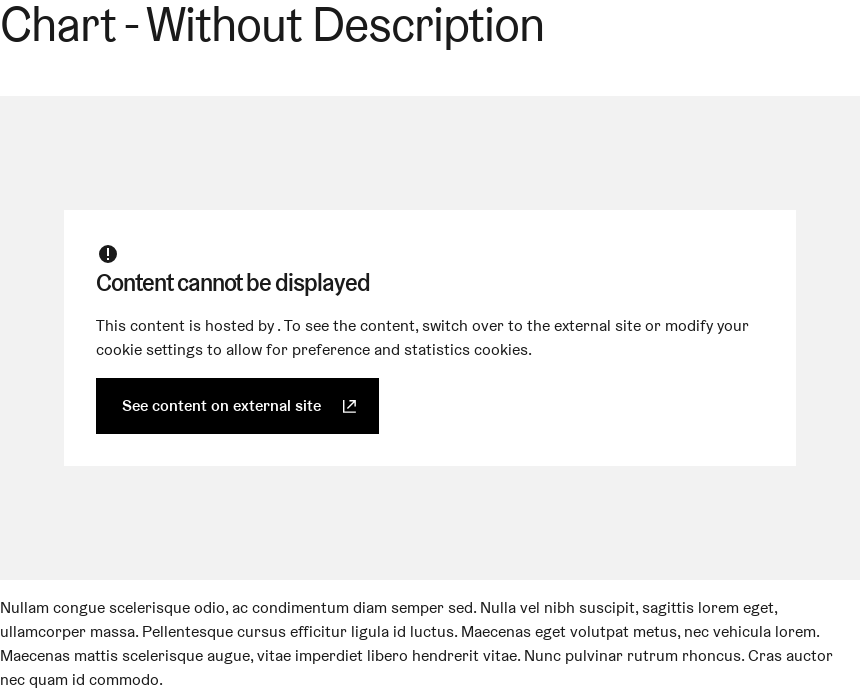 Chart - Without Description
Content cannot be displayed
This content is hosted by . To see the content, switch over to the external site or modify your
cookie settings to allow for preference and statistics cookies.
See content on external site
Nullam congue scelerisque odio, ac condimentum diam semper sed. Nulla vel nibh suscipit, sagittis lorem eget,
ullamcorper massa. Pellentesque cursus efficitur ligula id luctus. Maecenas eget volutpat metus, nec vehicula lorem.
Maecenas mattis scelerisque augue, vitae imperdiet libero hendrerit vitae. Nunc pulvinar rutrum rhoncus. Cras auctor
nec quam id commodo.